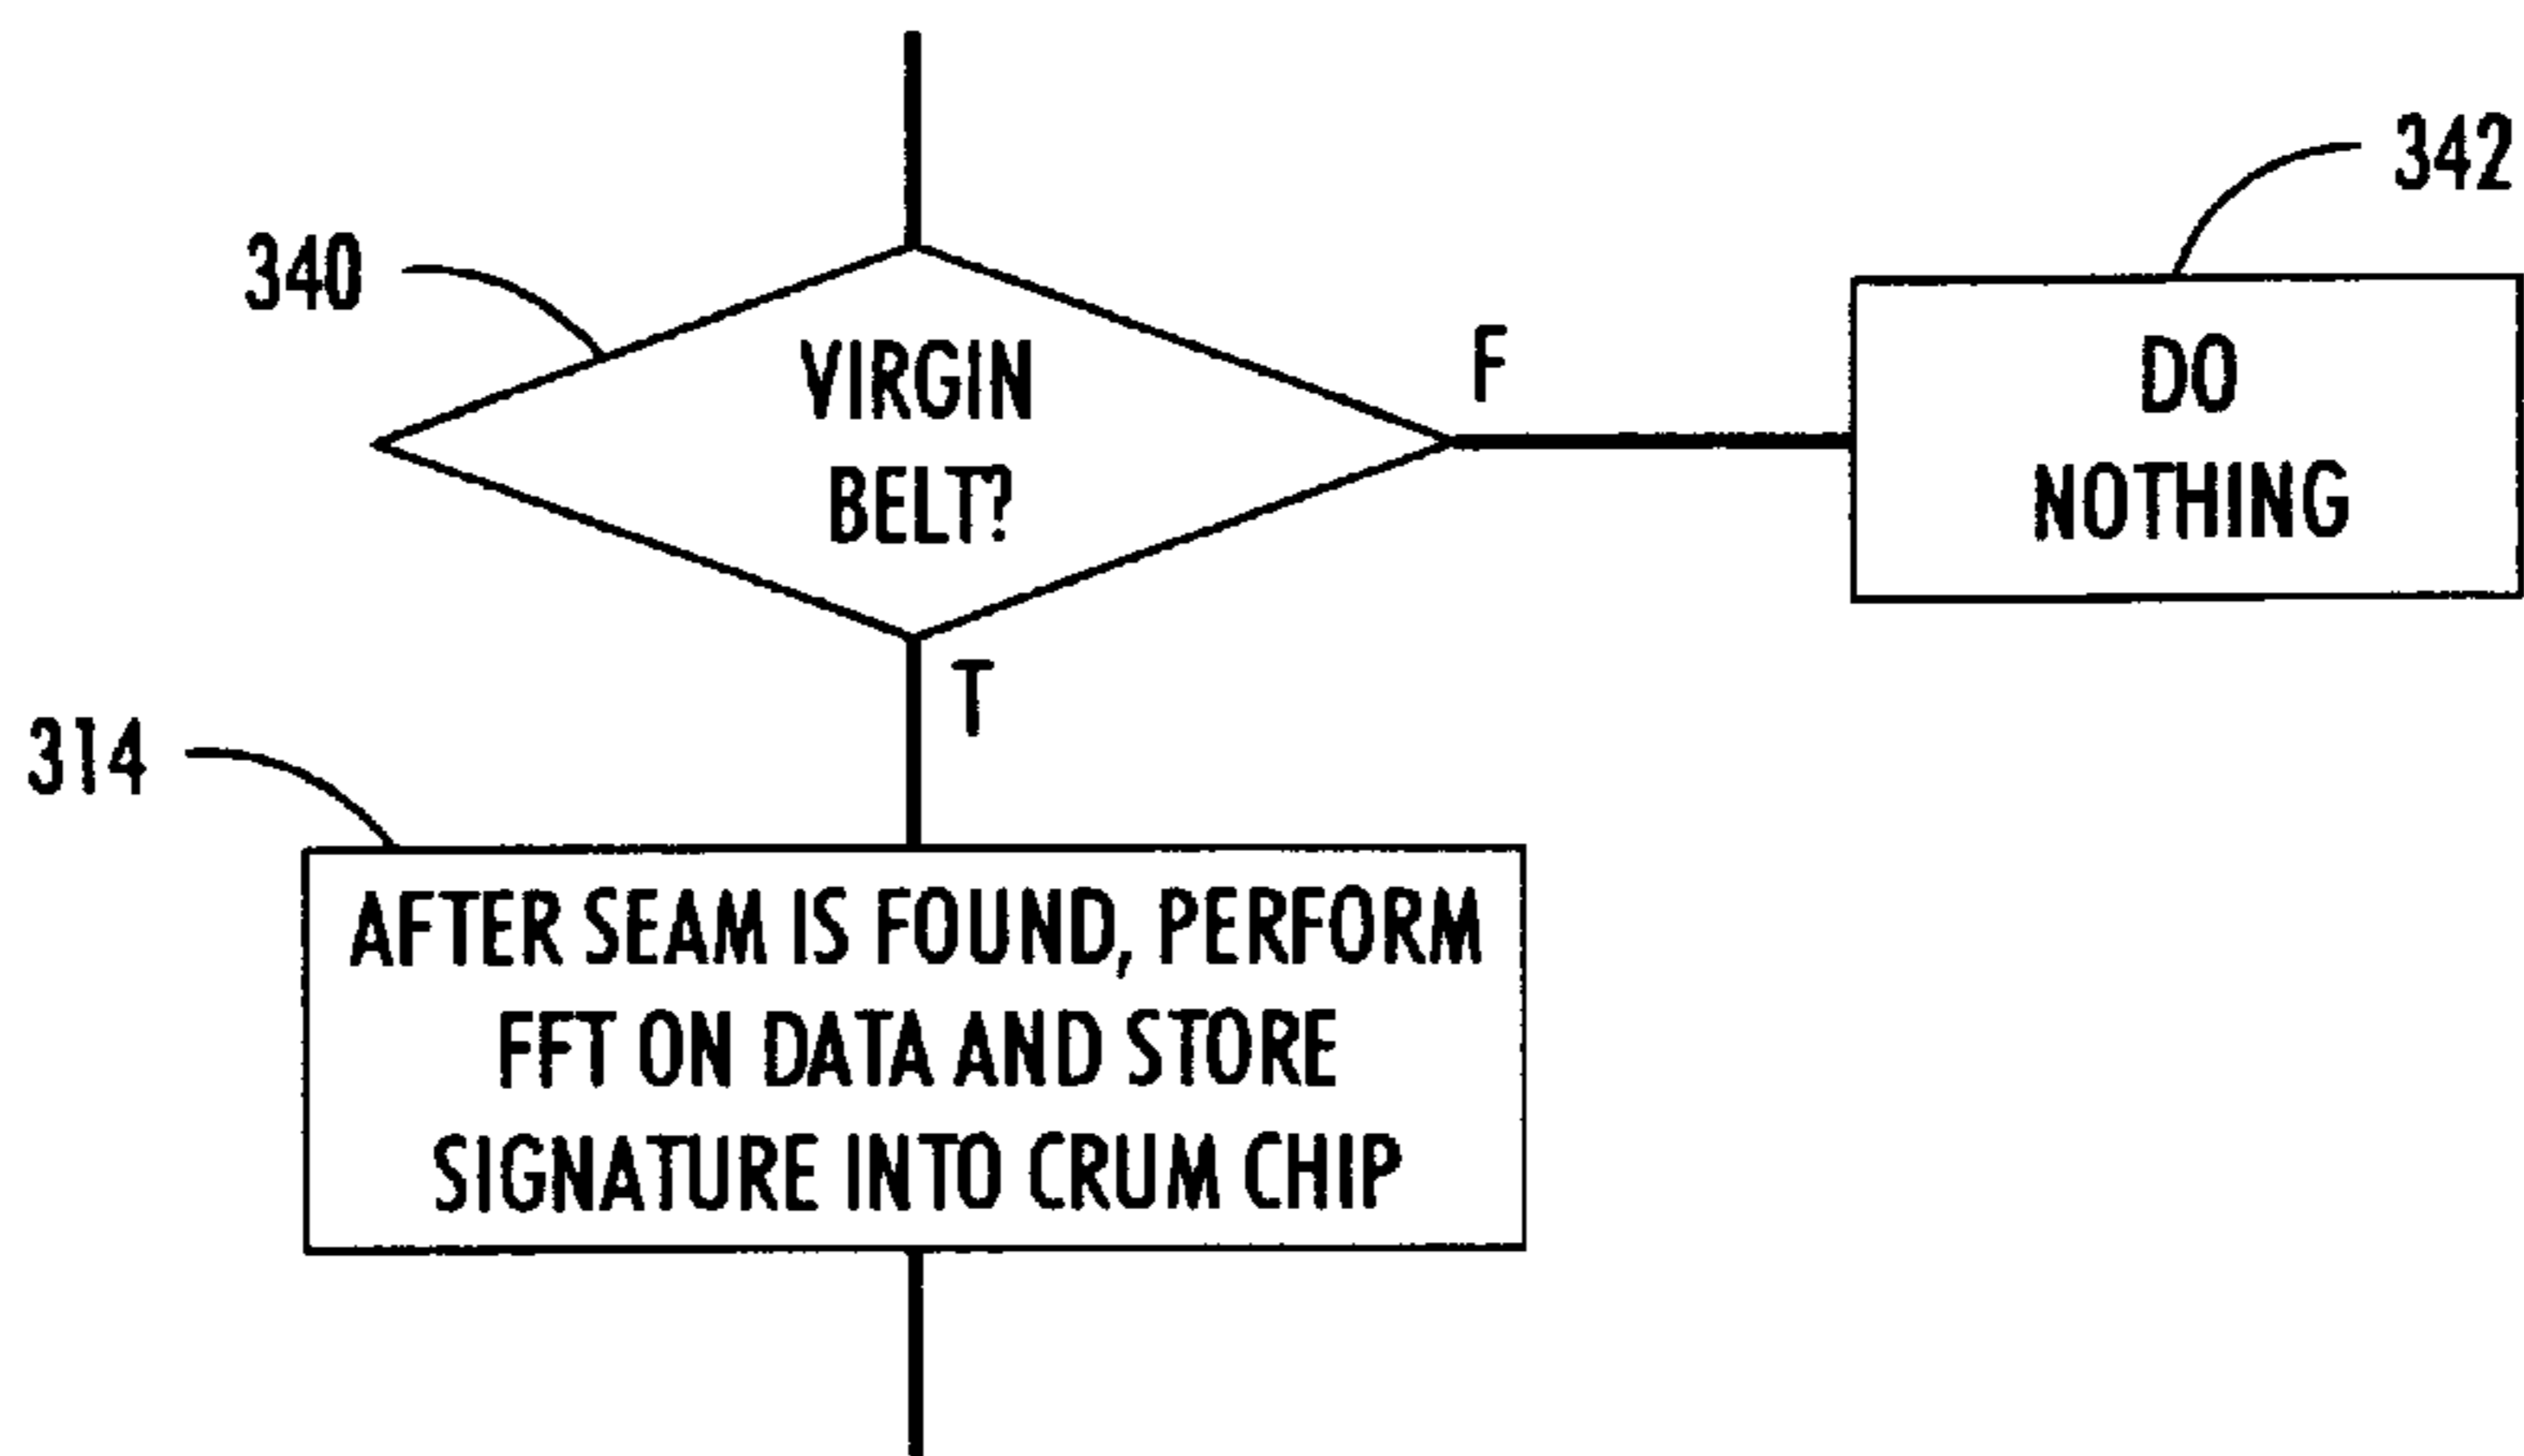 342
340
VIRGIN
BELT?
F
DO
NOTHING
T
314
AFTER SEAM IS FOUND, PERFORM
FFT ON DATA AND STORE
SIGNATURE INTO CRUM CHIP